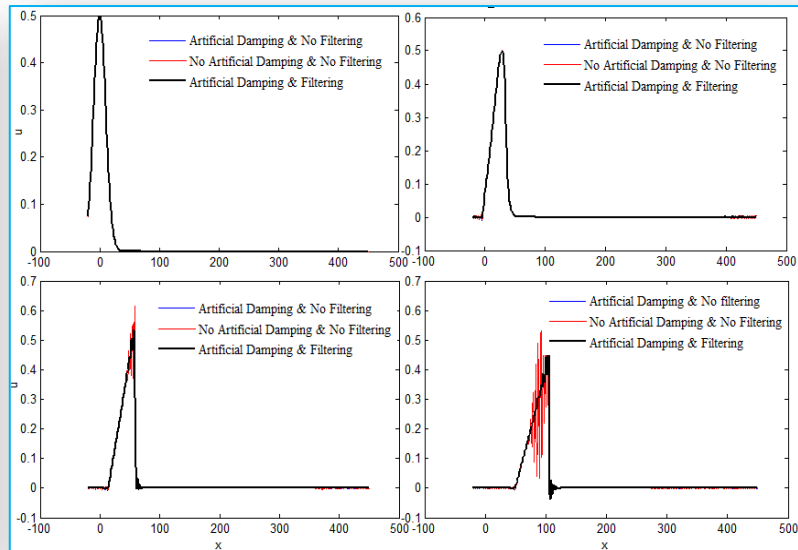 0.5
0.4
0.3
0.2
0.1
0
u
Artificial Damping & No Filtering
No Artificial Damping & No Filtering
Artificial Damping & Filtering
-100 0 100 200 300 400 500
0.6
0.5
0.4
0.3
0.2
0.1
0
-0.1
Artificial Damping & No Filtering
No Artificial Damping & No Filtering
Artificial Damping & Filtering
-100 0 100 200 300 400 500
0.7
0.6
0.5
0.4
0.3
0.2
0.1
0
-0.1
u
Artificial Damping & No Filtering
No Artificial Damping & No Filtering
Artificial Damping & Filtering
-100 0 100 200 300 400 500
x
0.7
0.6
0.5
0.4
0.3
0.2
0.1
0
-0.1
Artificial Damping & No filtering
No Artificial Damping & No Filtering
Artificial Damping & Filtering
-100 0 100 200 300 400 500
x